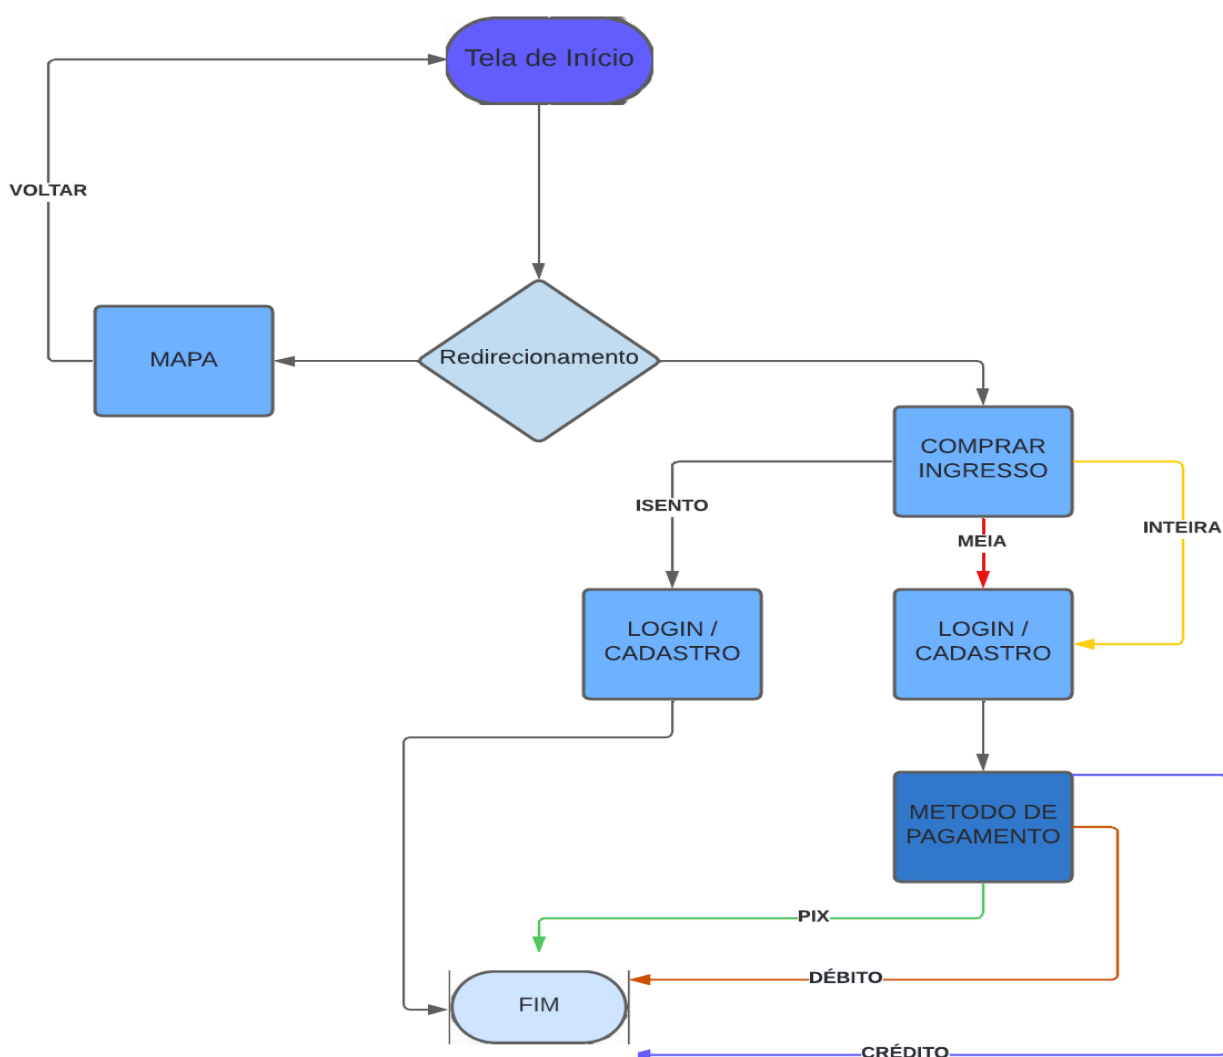 Tela de Início
VOLTAR
Redirecionamento
MAPA
COMPRAR
INGRESSO
ISENTO
INTEIRA
MEIA
LOGIN /
CADASTRO
LOGIN /
CADASTRO
METODO DE
PAGAMENTO
PIX
DÉBITO
FIM
CRÉDITO